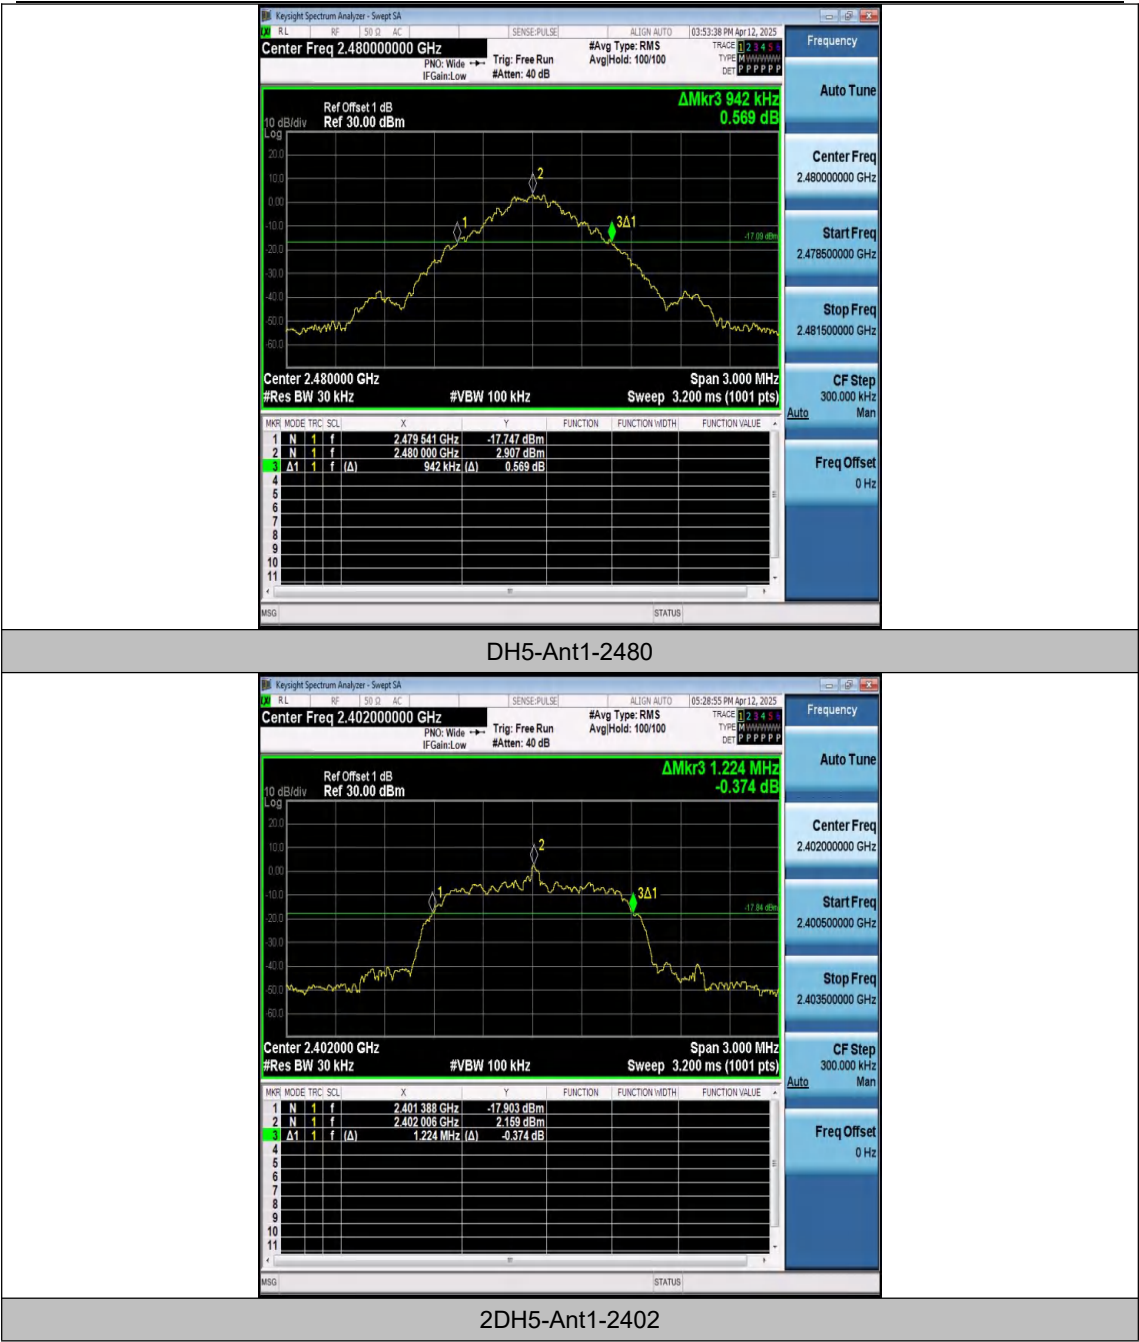 Keysight Spectrum Analyzer - Swept SA
RL RF 50 Ω AC SENSE:PULSE ALIGN AUTO 03:53:38 PM Apr 12, 2025
Center Freq 2.480000000 GHz
#Avg Type: RMS
TRACE 1 2 3 4 5 6
PNO: Wide
Trig: Free Run
Avg|Hold: 100/100
TYPE M WWWWW
IFGain:Low
#Atten: 40 dB
DET P P P P P P
Frequency
Auto Tune
Center Freq
2.480000000 GHz
Start Freq
2.478500000 GHz
Stop Freq
2.481500000 GHz
CF Step
300.000 kHz
Auto Man
Freq Offset
0 Hz
ΔMkr3 942 kHz
0.569 dB
Ref Offset 1 dB
10 dB/div Ref 30.00 dBm
Log
20.0
10.0
0.00
-10.0
-20.0
-30.0
-40.0
-50.0
-60.0
1
2
3Δ1
-17.09 dBm
Center 2.480000 GHz Span 3.000 MHz
#Res BW 30 kHz #VBW 100 kHz Sweep 3.200 ms (1001 pts)
MKR MODE TRC SCL X Y FUNCTION FUNCTION WIDTH FUNCTION VALUE
1 N 1 f 2.479 541 GHz -17.747 dBm
2 N 1 f 2.480 000 GHz 2.907 dBm
3 Δ1 1 f (Δ) 942 kHz (Δ) 0.569 dB
4
5
6
7
8
9
10
11
MSG STATUS
DH5-Ant1-2480
Keysight Spectrum Analyzer - Swept SA
RL RF 50 Ω AC SENSE:PULSE ALIGN AUTO 05:28:55 PM Apr 12, 2025
Center Freq 2.402000000 GHz
#Avg Type: RMS
TRACE 1 2 3 4 5 6
PNO: Wide
Trig: Free Run
Avg|Hold: 100/100
TYPE M WWWWW
IFGain:Low
#Atten: 40 dB
DET P P P P P P
Frequency
Auto Tune
Center Freq
2.402000000 GHz
Start Freq
2.400500000 GHz
Stop Freq
2.403500000 GHz
CF Step
300.000 kHz
Auto Man
Freq Offset
0 Hz
ΔMkr3 1.224 MHz
-0.374 dB
Ref Offset 1 dB
10 dB/div Ref 30.00 dBm
Log
20.0
10.0
0.00
-10.0
-20.0
-30.0
-40.0
-50.0
-60.0
1
2
3Δ1
-17.84 dBm
Center 2.402000 GHz Span 3.000 MHz
#Res BW 30 kHz #VBW 100 kHz Sweep 3.200 ms (1001 pts)
MKR MODE TRC SCL X Y FUNCTION FUNCTION WIDTH FUNCTION VALUE
1 N 1 f 2.401 388 GHz -17.903 dBm
2 N 1 f 2.402 006 GHz 2.159 dBm
3 Δ1 1 f (Δ) 1.224 MHz (Δ) -0.374 dB
4
5
6
7
8
9
10
11
MSG STATUS
2DH5-Ant1-2402